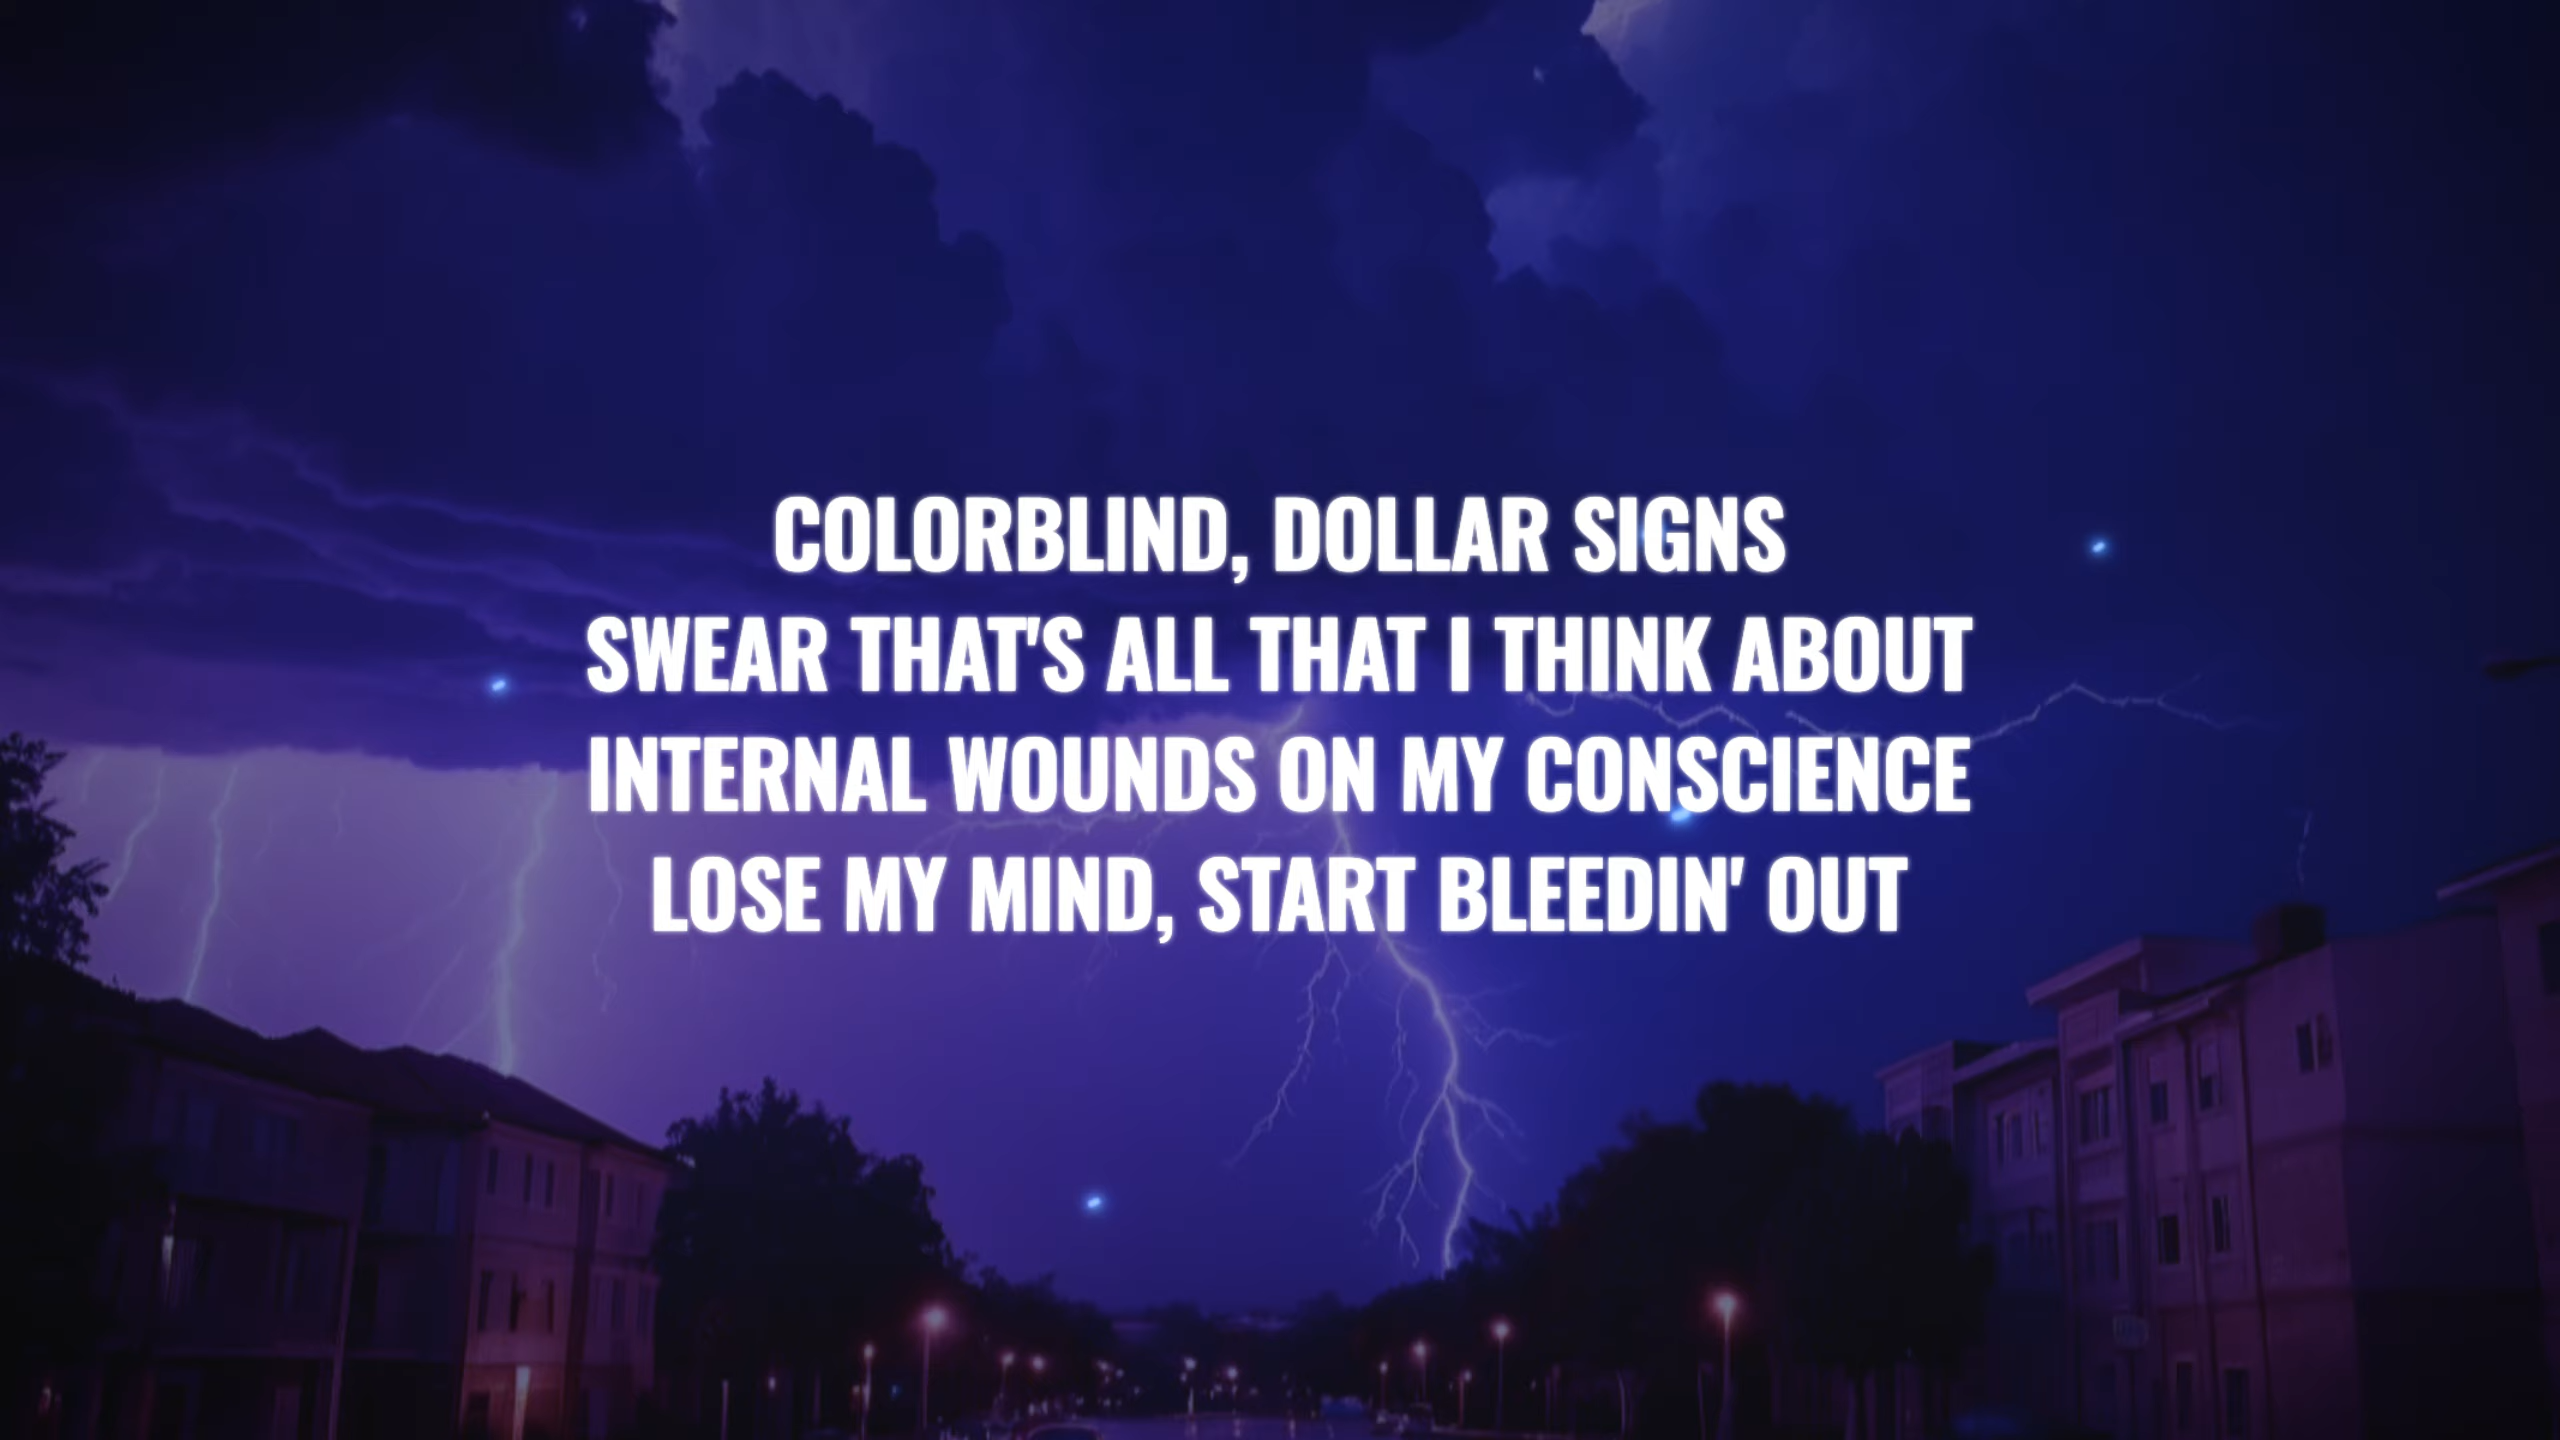 COLORBLIND, DOLLAR SIGNS
SWEAR THAT'S ALL THAT I THINK ABOUT
INTERNAL WOUNDS ON MY CONSCIENCE
LOSE MY MIND, START BLEEDIN' OUT